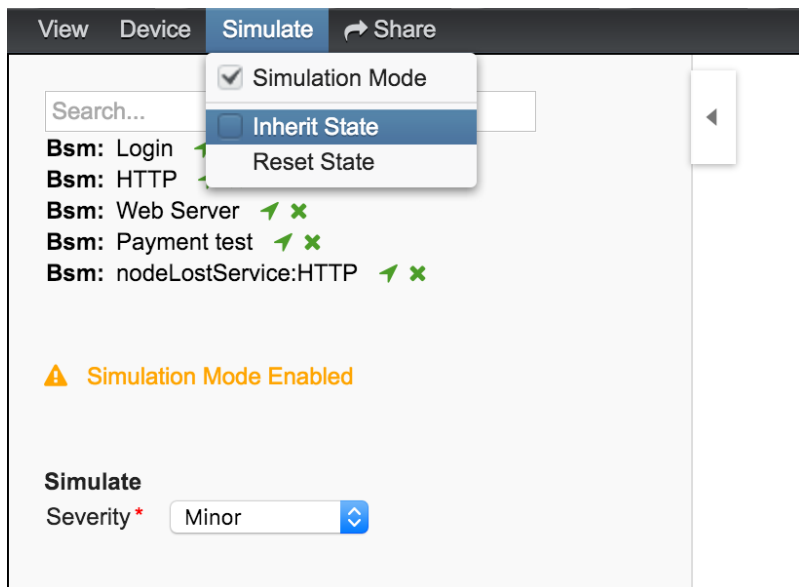 View Device Simulate Share
Simulation Mode
Search...
Inherit State
Bsm: Login
Reset State
Bsm: HTTP
Bsm: Web Server
Bsm: Payment test
Bsm: nodeLostService:HTTP
Simulation Mode Enabled
Simulate
Severity* Minor